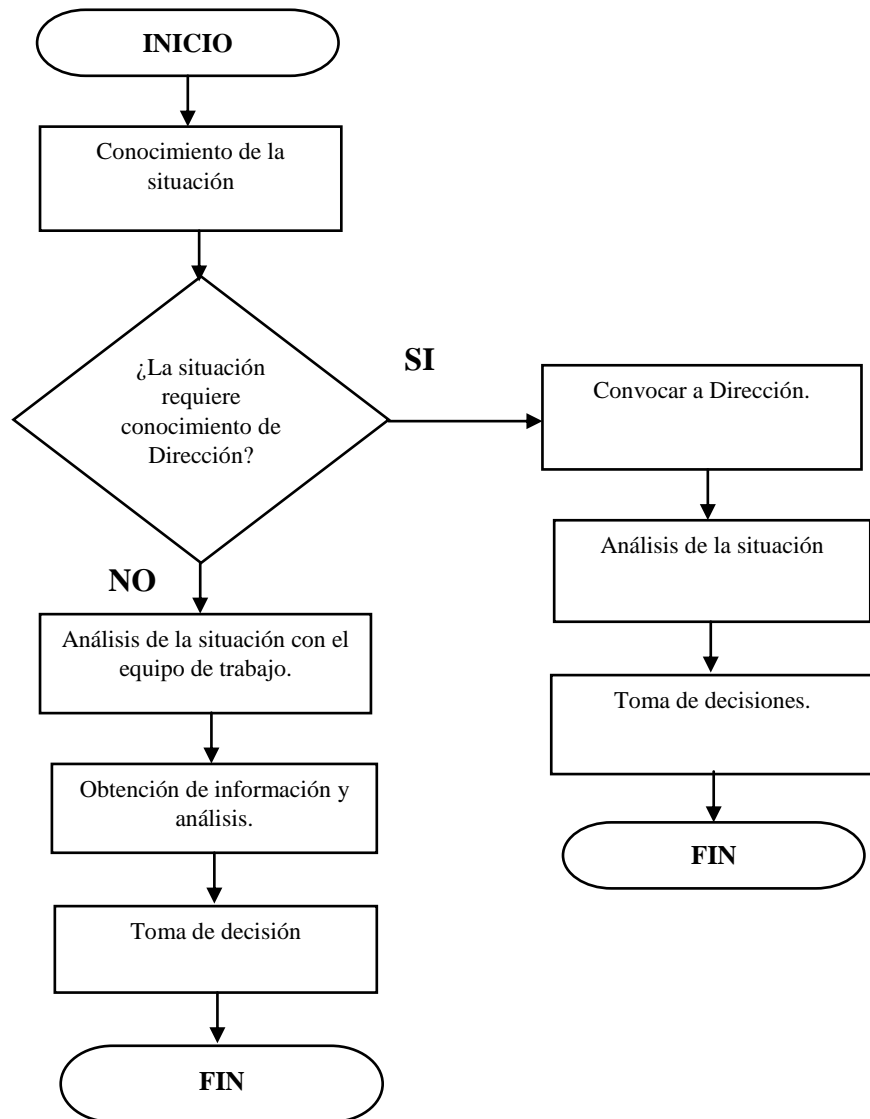 INICIO
Conocimiento de la
situación
¿La situación
requiere
conocimiento de
Dirección?
SI
Convocar a Dirección.
Análisis de la situación
Toma de decisiones.
FIN
NO
Análisis de la situación con el
equipo de trabajo.
Obtención de información y
análisis.
Toma de decisión
FIN